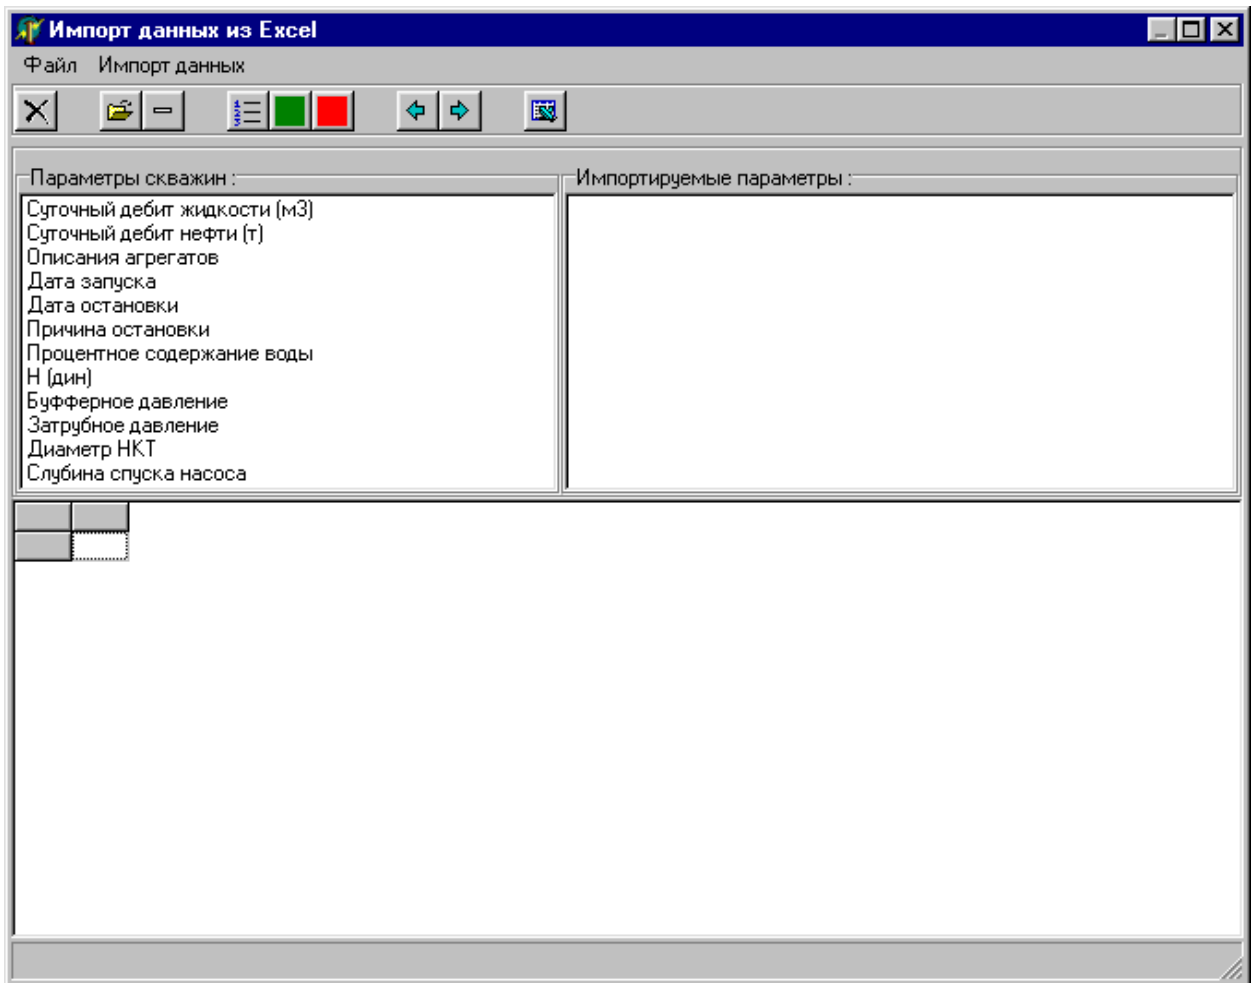 Импорт данных из Excel
Файл Импорт данных
Параметры скважин :
Суточный дебит жидкости (м3)
Суточный дебит нефти (т)
Описания агрегатов
Дата запуска
Дата остановки
Причина остановки
Процентное содержание воды
Н (дин)
Буфферное давление
Затрубное давление
Диаметр НКТ
Слубина спуска насоса
Импортируемые параметры :